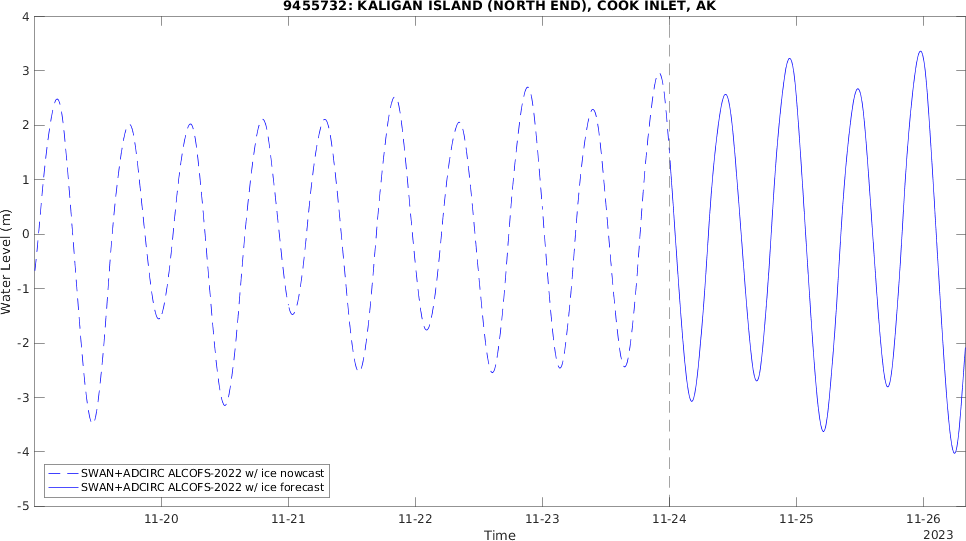 9455732: KALIGAN ISLAND (NORTH END), COOK INLET, AK
4
3
2
1
0
-1
-2
-3
-4
-5
Water Level (m)
SWAN+ADCIRC ALCOFS-2022 w/ ice nowcast
SWAN+ADCIRC ALCOFS-2022 w/ ice forecast
11-20 11-21 11-22 11-23 11-24 11-25 11-26
Time
2023